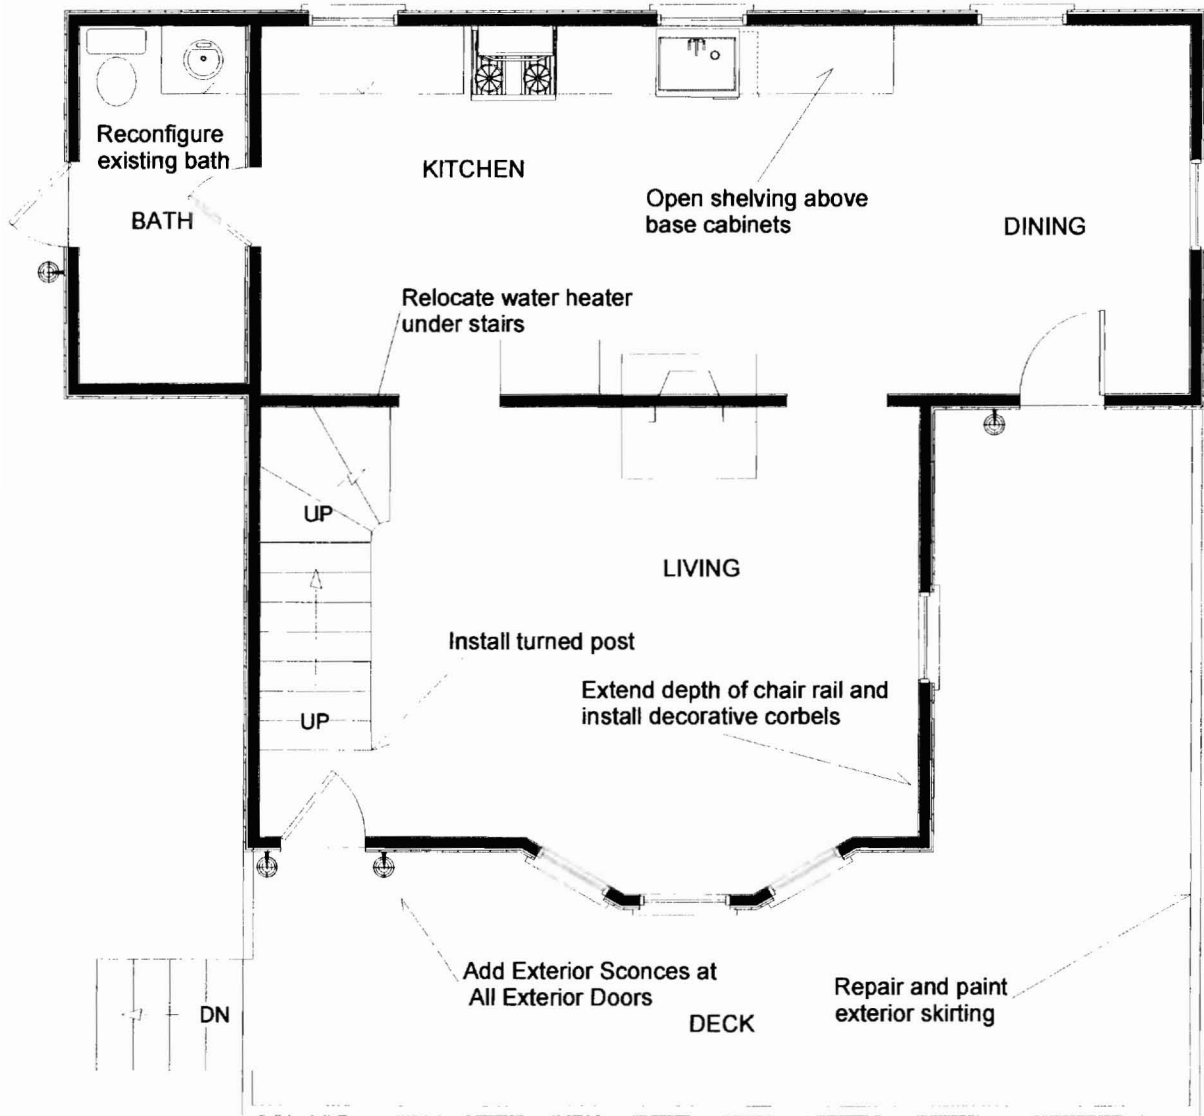 Reconfigure
existing bath
BATH
KITCHEN
Open shelving above
base cabinets
DINING
Relocate water heater
under stairs
UP
LIVING
Install turned post
Extend depth of chair rail and
install decorative corbels
UP
Add Exterior Sconces at
All Exterior Doors
Repair and paint
exterior skirting
DN
DECK